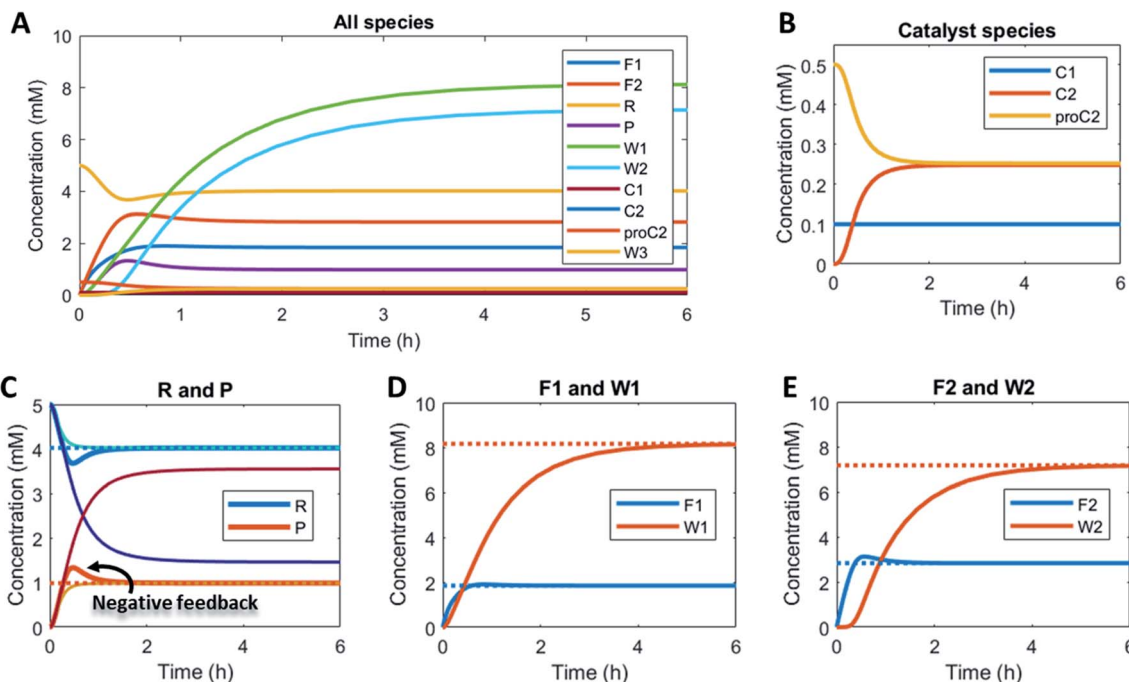 A
All species
Concentration (mM)
10
8
6
4
2
0
F1
F2
R
P
W1
W2
C1
C2
proC2
W3
0 1 2 3 4 5 6
Time (h)
B
Catalyst species
Concentration (mM)
0.5
0.4
0.3
0.2
0.1
0
C1
C2
proC2
0 2 4 6
Time (h)
C
R and P
Concentration (mM)
5
4
3
2
1
0
R
P
Negative feedback
0 2 4 6
Time (h)
D
F1 and W1
Concentration (mM)
10
8
6
4
2
0
F1
W1
0 2 4 6
Time (h)
E
F2 and W2
Concentration (mM)
10
8
6
4
2
0
F2
W2
0 2 4 6
Time (h)